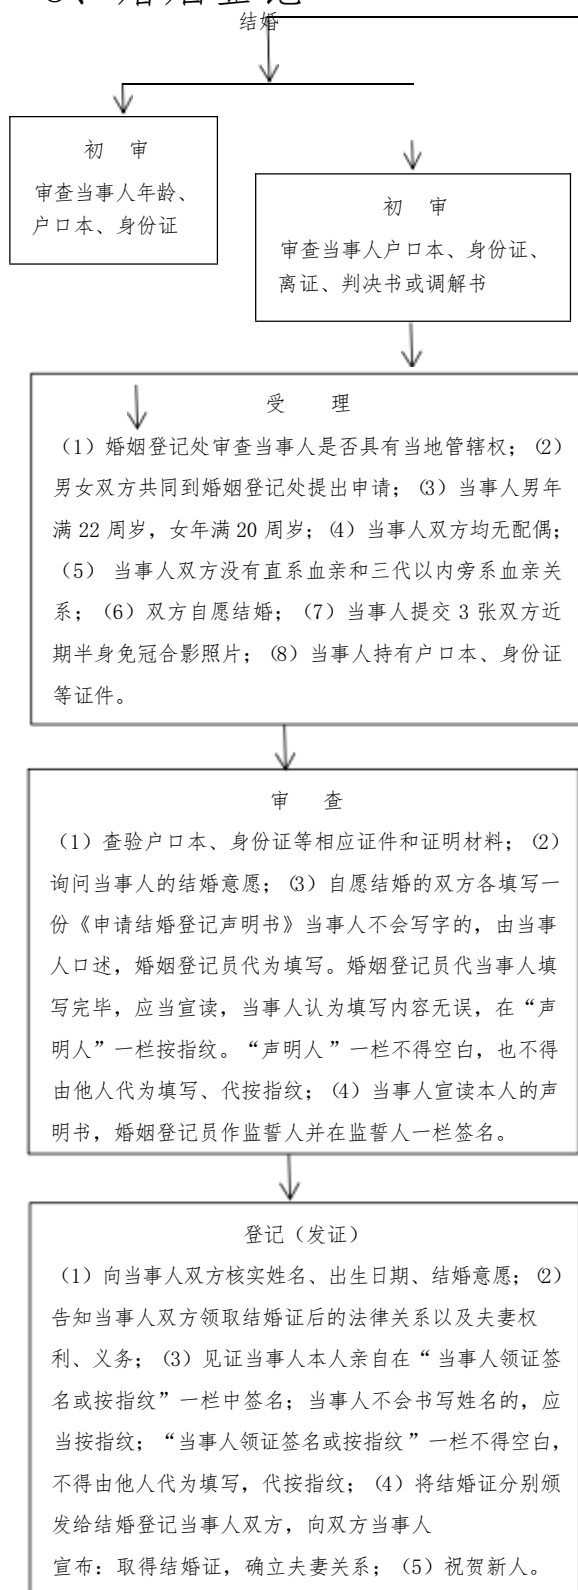 结婚
初 审
审查当事人年龄、
户口本、身份证
初 审
审查当事人户口本、身份证、
离证、判决书或调解书
受 理
（1）婚姻登记处审查当事人是否具有当地管辖权；（2）
男女双方共同到婚姻登记处提出申请；（3）当事人男年
满 22 周岁，女年满 20 周岁；（4）当事人双方均无配偶；
（5） 当事人双方没有直系血亲和三代以内旁系血亲关
系；（6）双方自愿结婚；（7）当事人提交 3 张双方近
期半身免冠合影照片；（8）当事人持有户口本、身份证
等证件。
审 查
（1）查验户口本、身份证等相应证件和证明材料；（2）
询问当事人的结婚意愿；（3）自愿结婚的双方各填写一
份《申请结婚登记声明书》当事人不会写字的，由当事
人口述，婚姻登记员代为填写。婚姻登记员代当事人填
写完毕，应当宣读，当事人认为填写内容无误，在“声
明人”一栏按指纹。“声明人”一栏不得空白，也不得
由他人代为填写、代按指纹；（4）当事人宣读本人的声
明书，婚姻登记员作监誓人并在监誓人一栏签名。
登记（发证）
（1）向当事人双方核实姓名、出生日期、结婚意愿；（2）
告知当事人双方领取结婚证后的法律关系以及夫妻权
利、义务；（3）见证当事人本人亲自在“当事人领证签
名或按指纹”一栏中签名；当事人不会书写姓名的，应
当按指纹；“当事人领证签名或按指纹”一栏不得空白，
不得由他人代为填写，代按指纹；（4）将结婚证分别颁
发给结婚登记当事人双方，向双方当事人
宣布：取得结婚证，确立夫妻关系；（5）祝贺新人。